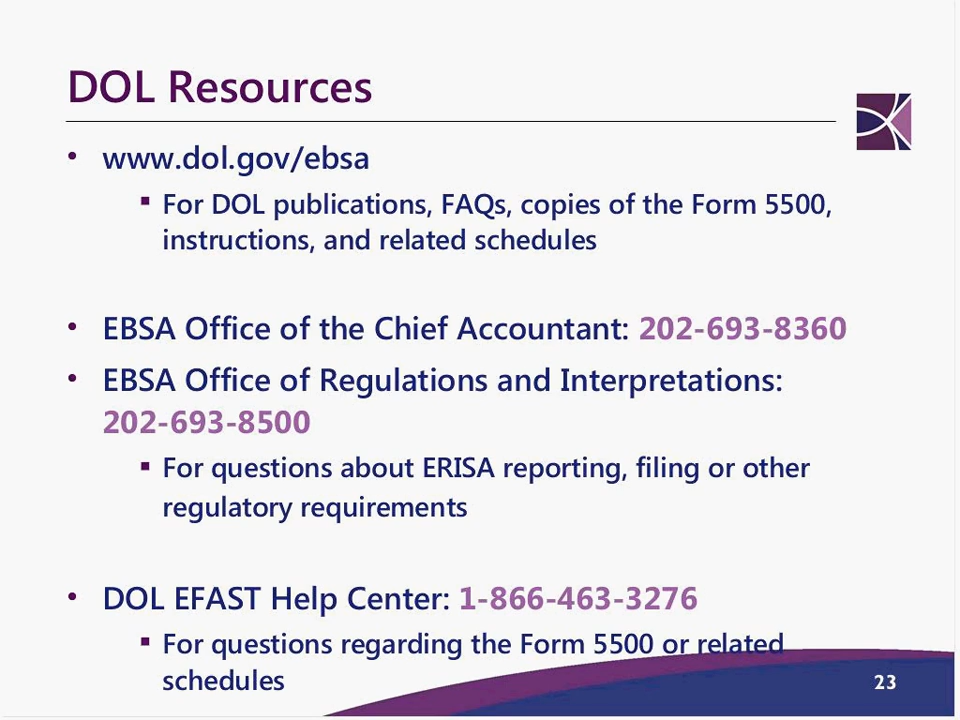 DOL Resources
• www.dol.gov/ebsa
▪ For DOL publications, FAQs, copies of the Form 5500,
instructions, and related schedules
• EBSA Office of the Chief Accountant: 202-693-8360
• EBSA Office of Regulations and Interpretations:
202-693-8500
▪ For questions about ERISA reporting, filing or other
regulatory requirements
• DOL EFAST Help Center: 1-866-463-3276
▪ For questions regarding the Form 5500 or related
schedules
23